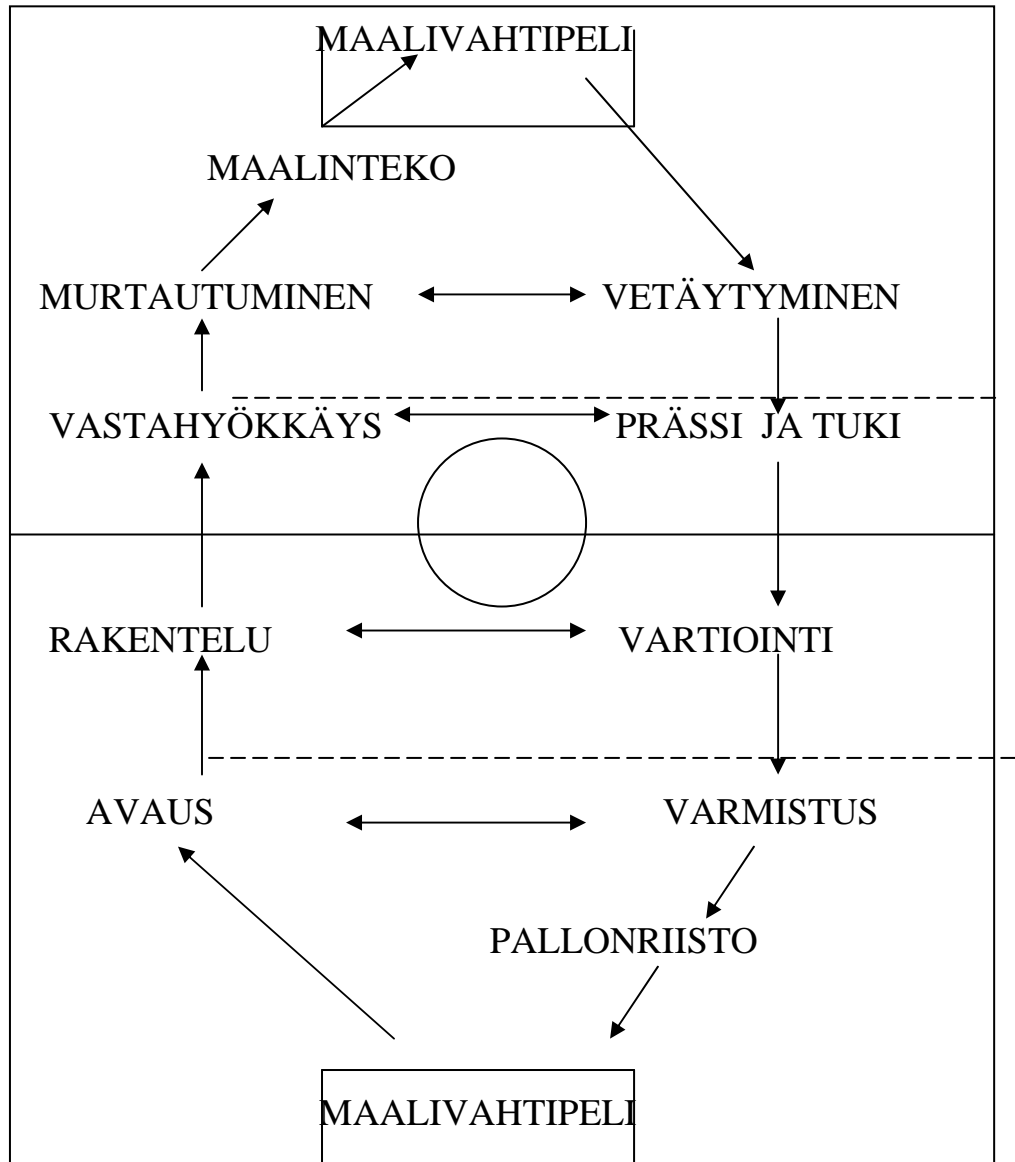 MAALIVAHTIPELI
MAALINTEKO
MURTAUTUMINEN VETÄYTYMINEN
VASTAHYÖKKÄYS PRÄSSI JA TUKI
RAKENTELU VARTIOINTI
AVAUS VARMISTUS
PALLONRIISTO
MAALIVAHTIPELI